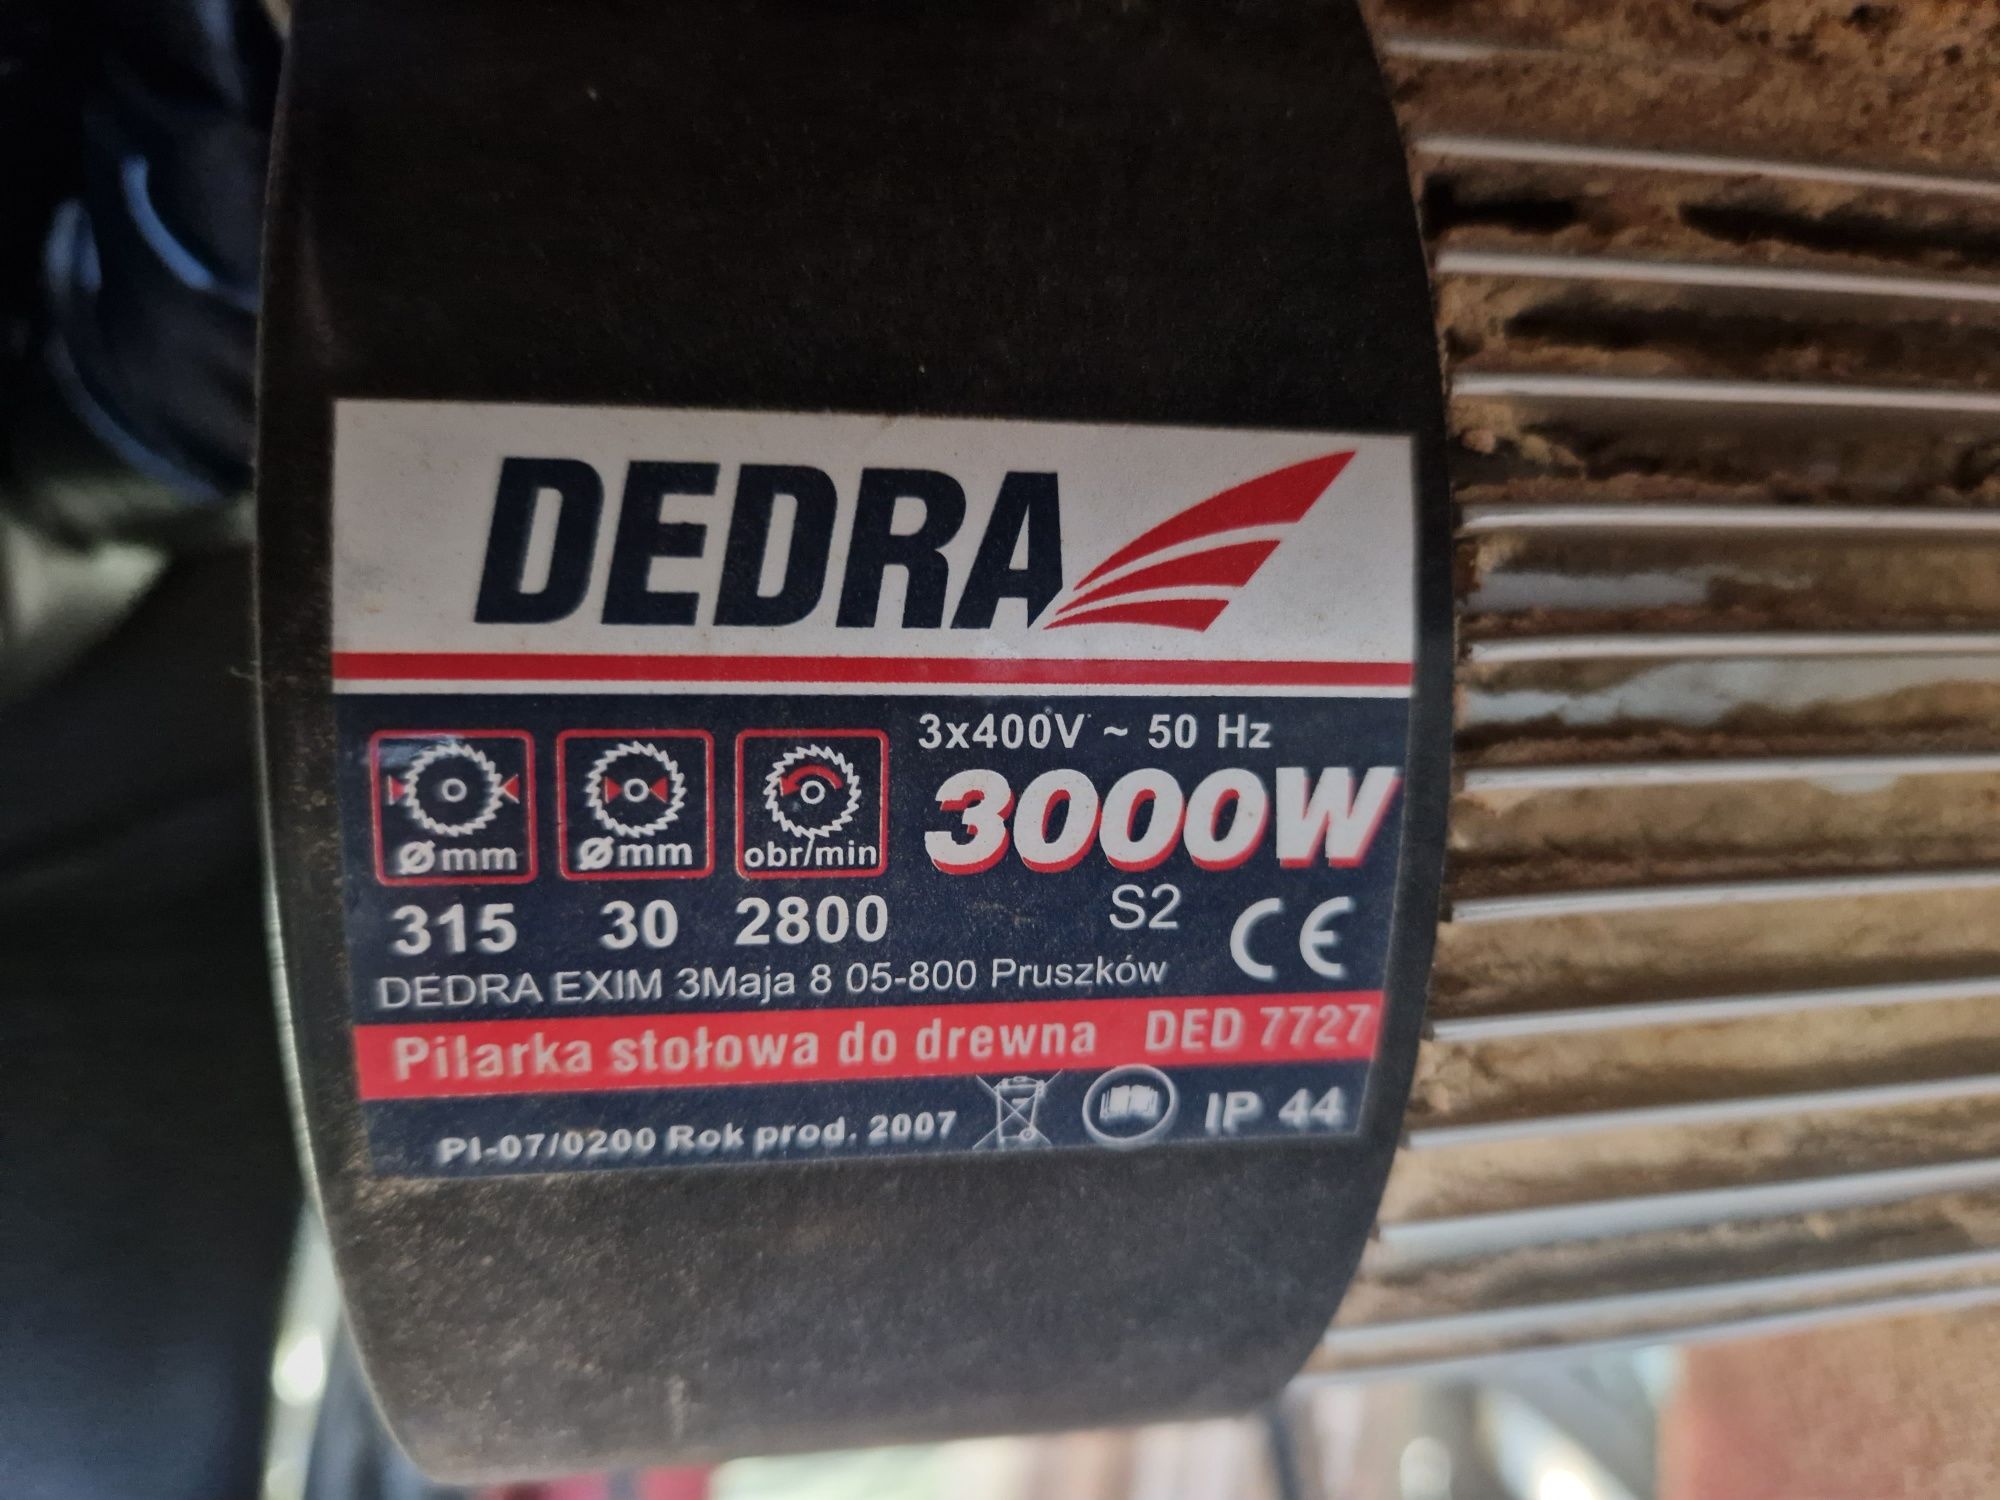 DEDRA
3x400V ~ 50 Hz
3000W
Ømm Ømm obr/min
S2
315 30 2800
CE
DEDRA EXIM 3Maja 8 05-800 Pruszków
Pilarka stołowa do drewna DED 7727
PI-07/0200 Rok prod. 2007 IP 44